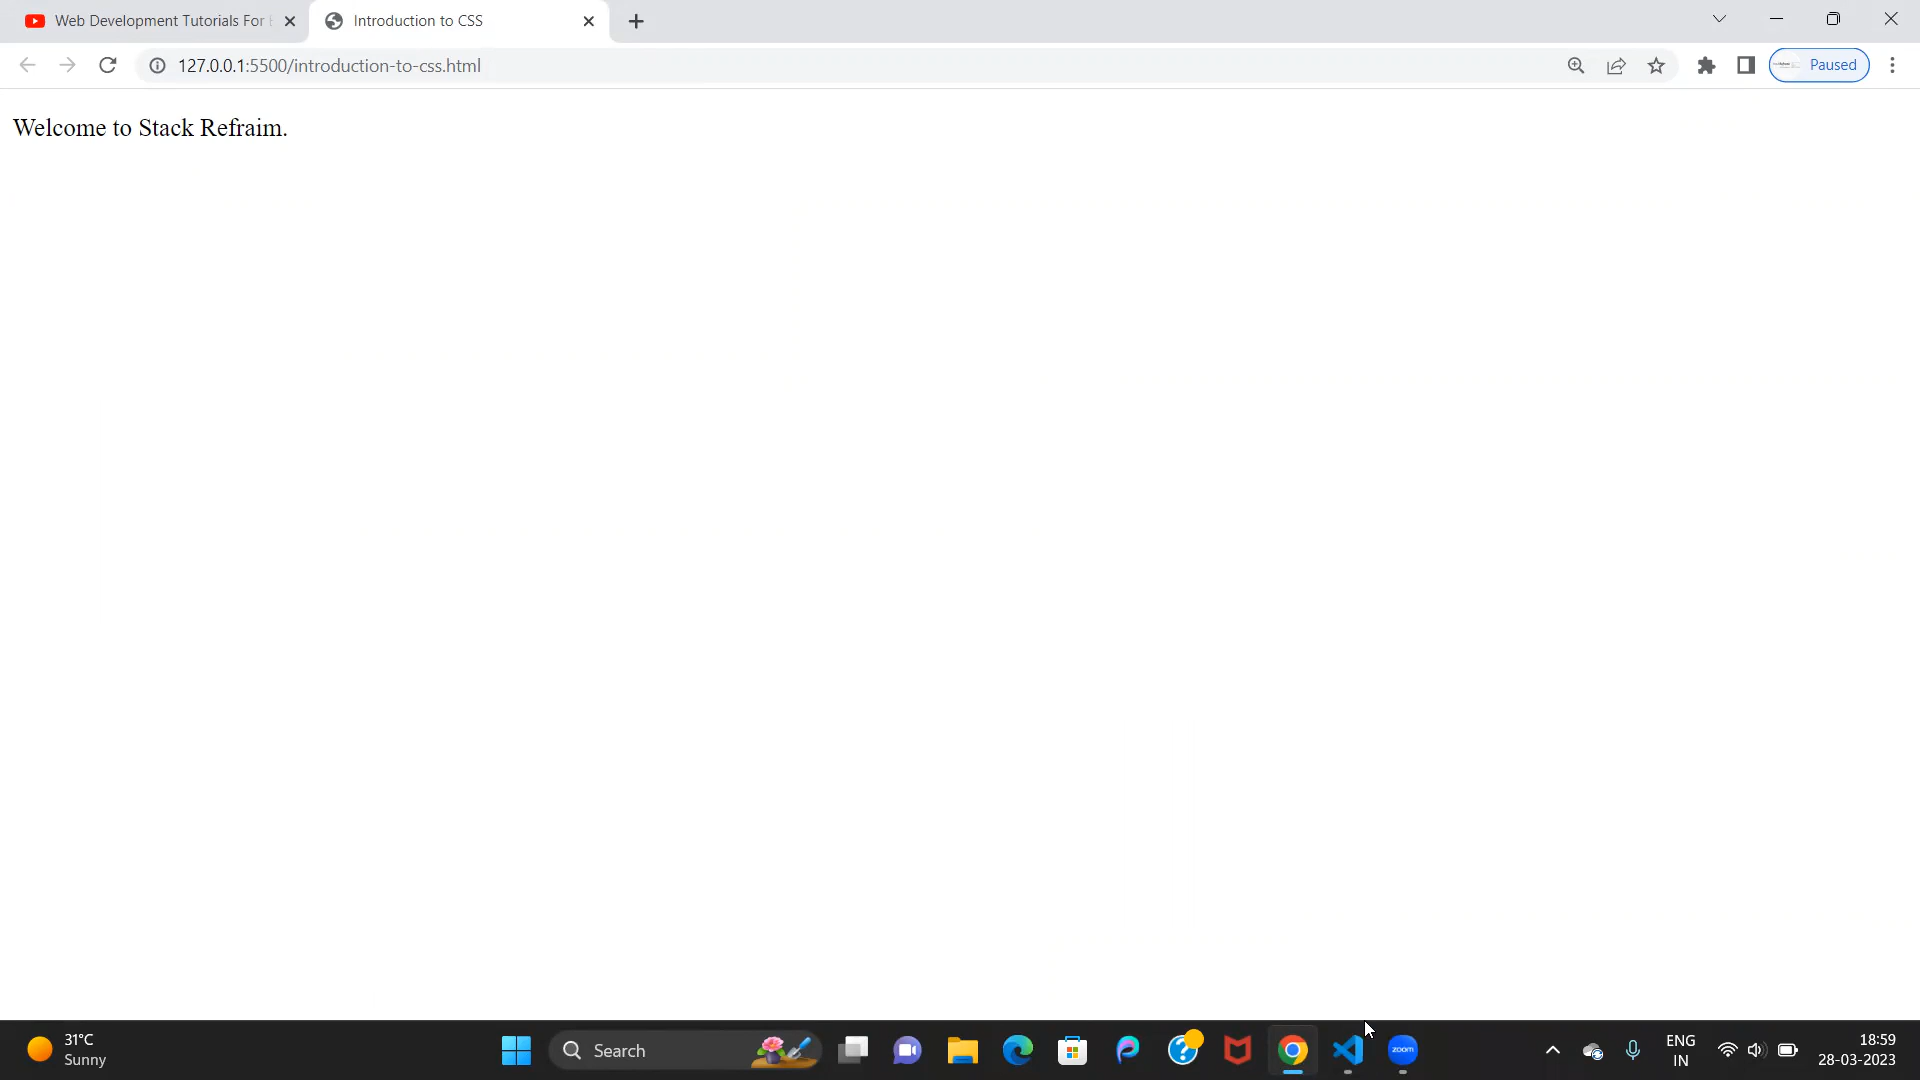 Web Development Tutorials For
Introduction to CSS
127.0.0.1:5500/introduction-to-css.html
Paused
Welcome to Stack Refraim.
31°C
Sunny
Search
zoom
ENG
IN
18:59
28-03-2023